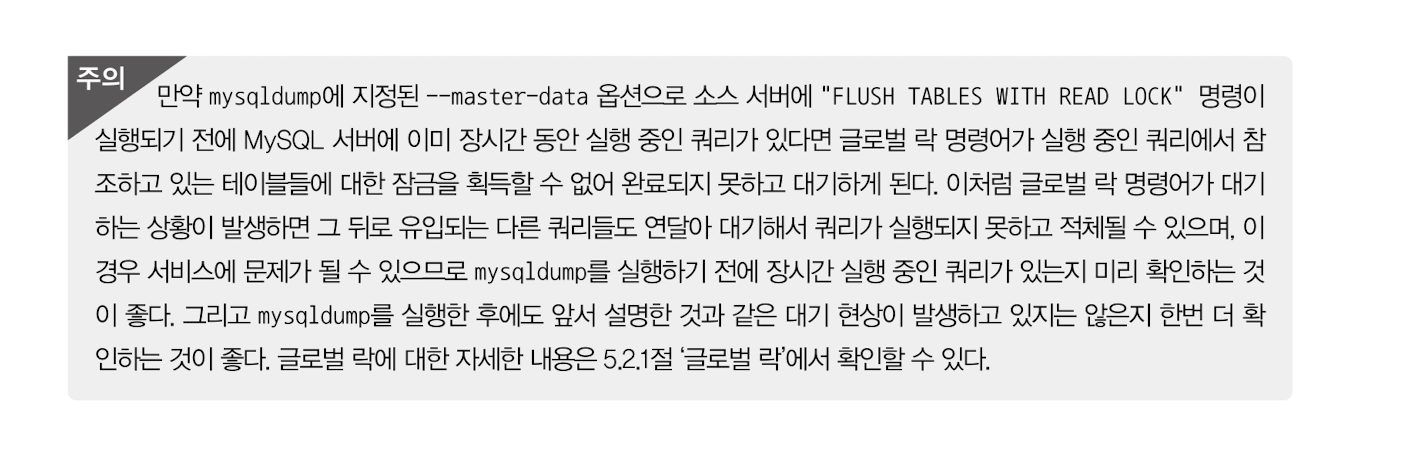 주의
만약 mysqldump에 지정된 --master-data 옵션으로 소스 서버에 "FLUSH TABLES WITH READ LOCK" 명령이
실행되기 전에 MySQL 서버에 이미 장시간 동안 실행 중인 쿼리가 있다면 글로벌 락 명령어가 실행 중인 쿼리에서 참
조하고 있는 테이블들에 대한 잠금을 획득할 수 없어 완료되지 못하고 대기하게 된다. 이처럼 글로벌 락 명령어가 대기
하는 상황이 발생하면 그 뒤로 유입되는 다른 쿼리들도 연달아 대기해서 쿼리가 실행되지 못하고 적체될 수 있으며, 이
경우 서비스에 문제가 될 수 있으므로 mysqldump를 실행하기 전에 장시간 실행 중인 쿼리가 있는지 미리 확인하는 것
이 좋다. 그리고 mysqldump를 실행한 후에도 앞서 설명한 것과 같은 대기 현상이 발생하고 있지는 않은지 한번 더 확
인하는 것이 좋다. 글로벌 락에 대한 자세한 내용은 5.2.1절 ‘글로벌 락’에서 확인할 수 있다.